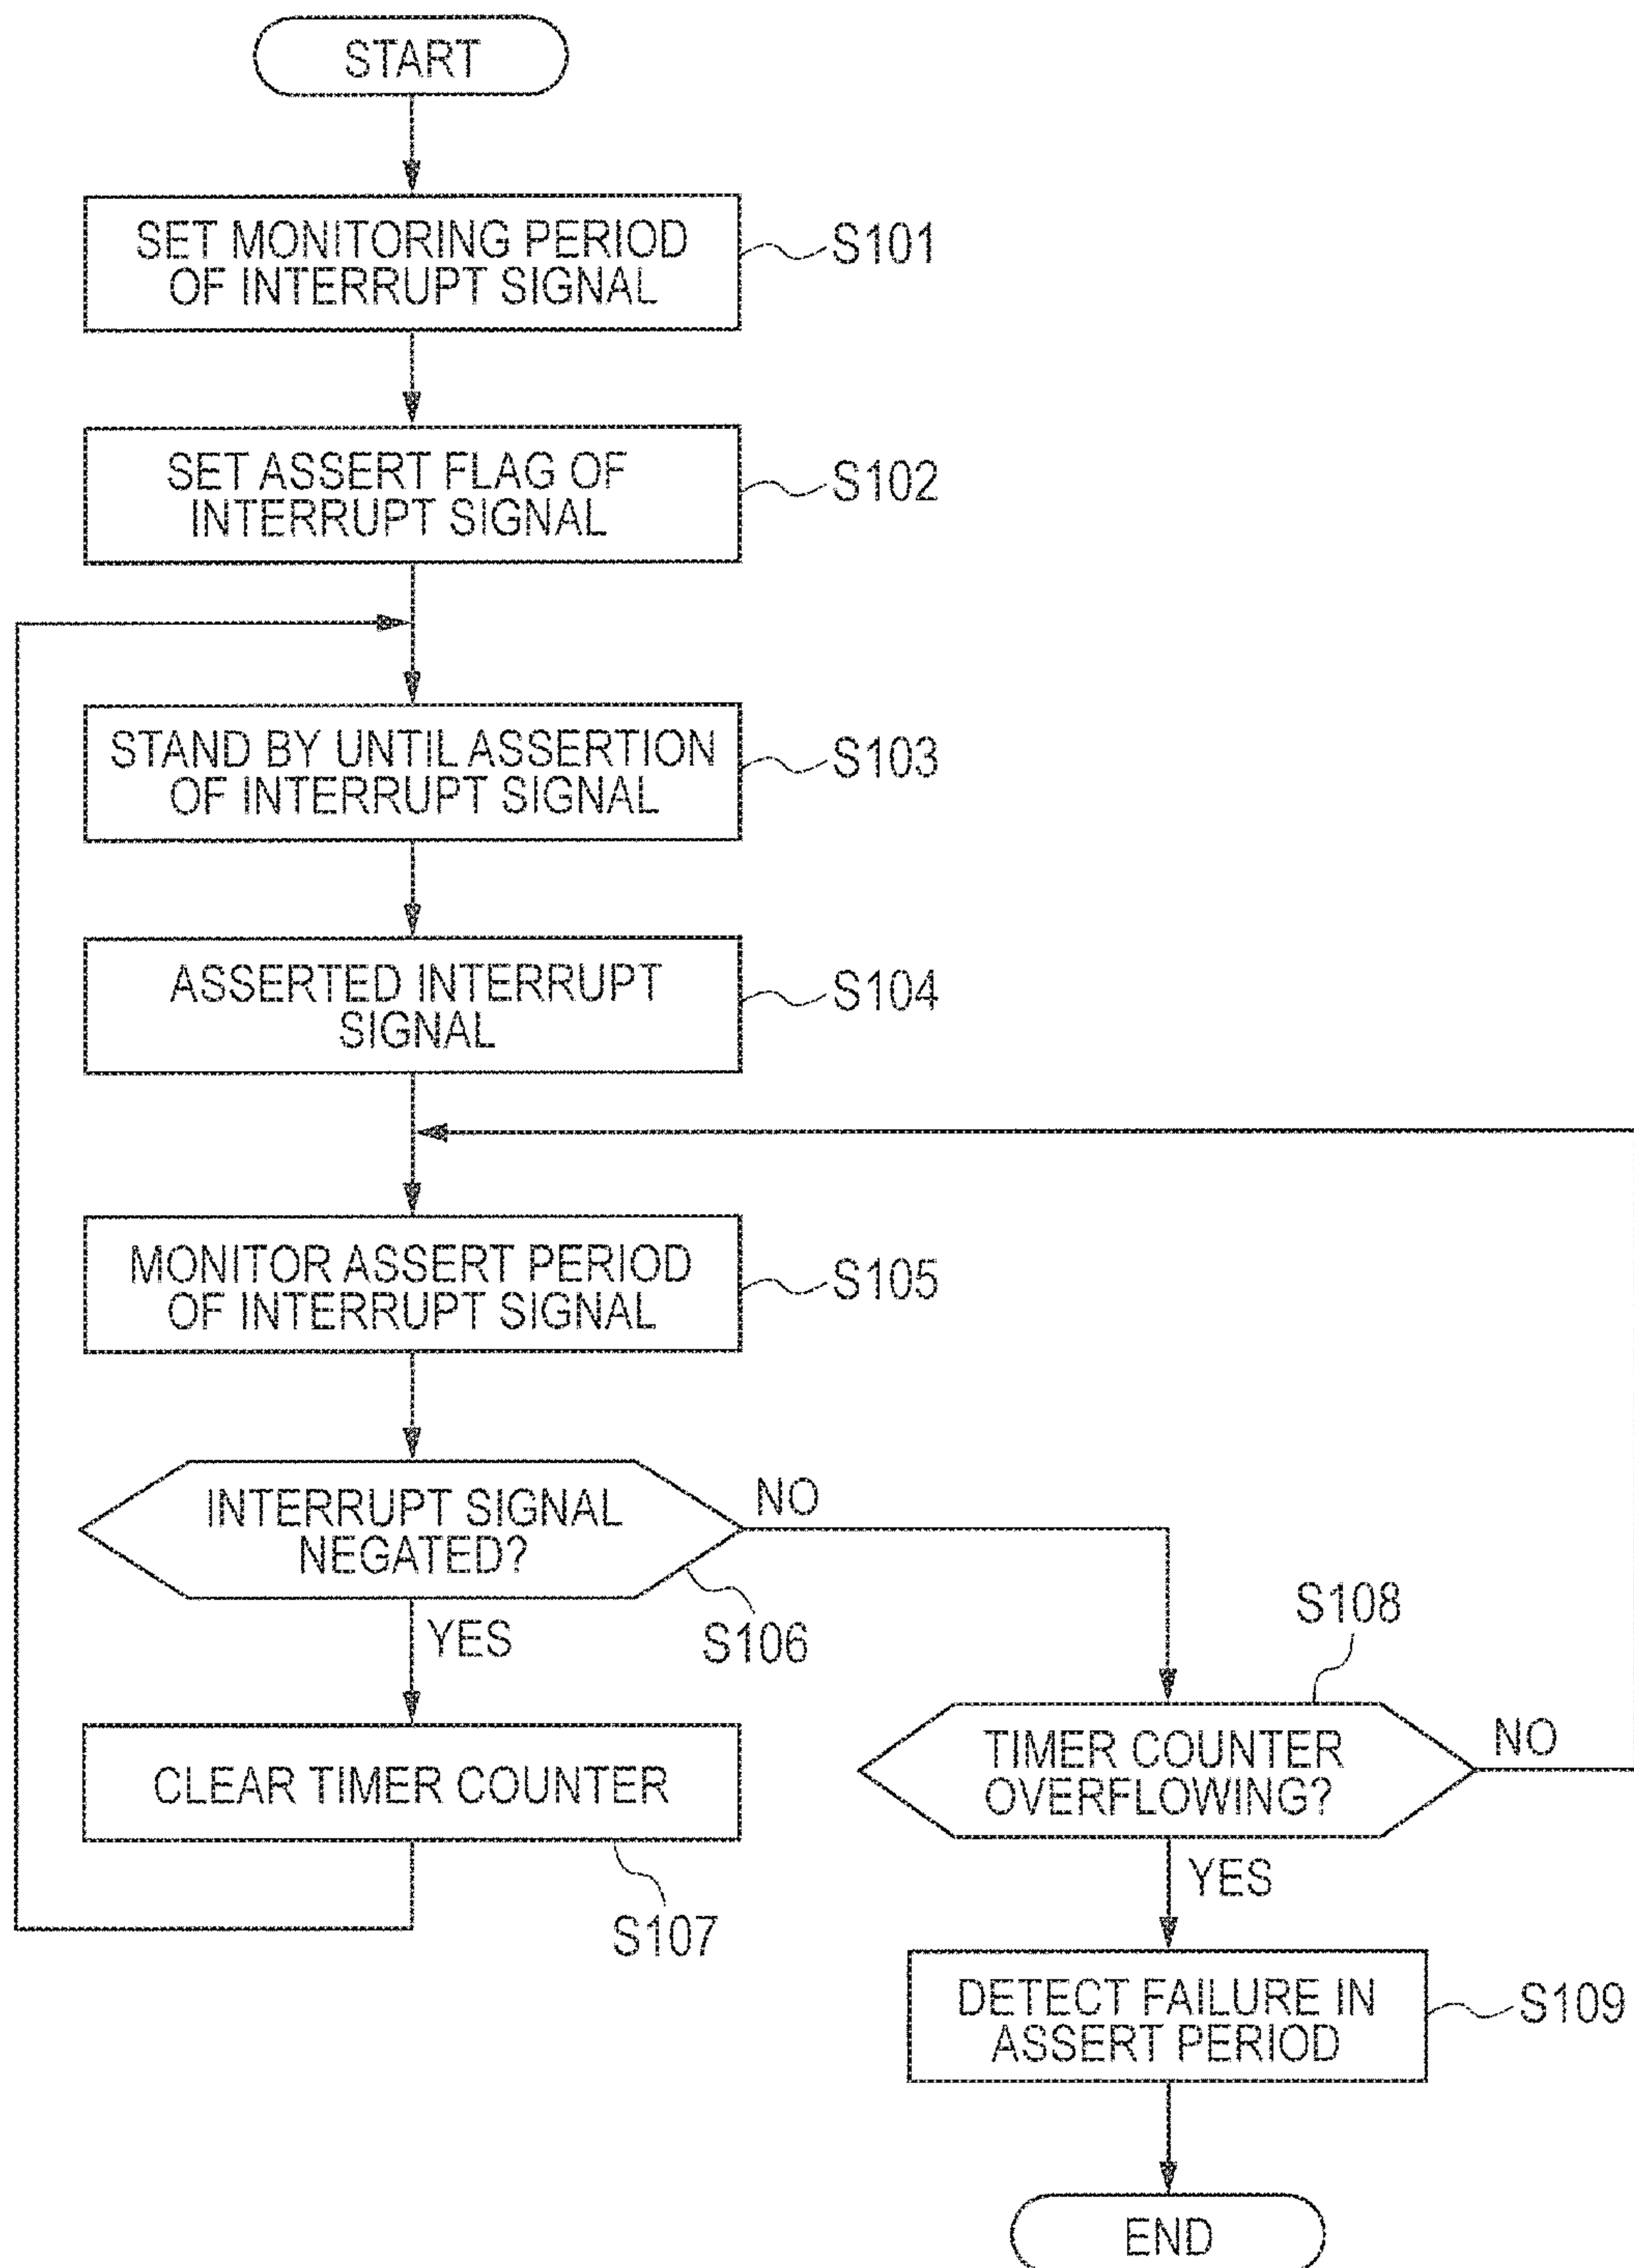 START
SET MONITORING PERIOD
OF INTERRUPT SIGNAL
S101
SET ASSERT FLAG OF
INTERRUPT SIGNAL
S102
STAND BY UNTIL ASSERTION
OF INTERRUPT SIGNAL
S103
ASSERTED INTERRUPT
SIGNAL
S104
MONITOR ASSERT PERIOD
OF INTERRUPT SIGNAL
S105
INTERRUPT SIGNAL
NEGATED?
NO
S106
YES
CLEAR TIMER COUNTER
S107
S108
TIMER COUNTER
OVERFLOWING?
NO
YES
DETECT FAILURE IN
ASSERT PERIOD
S109
END